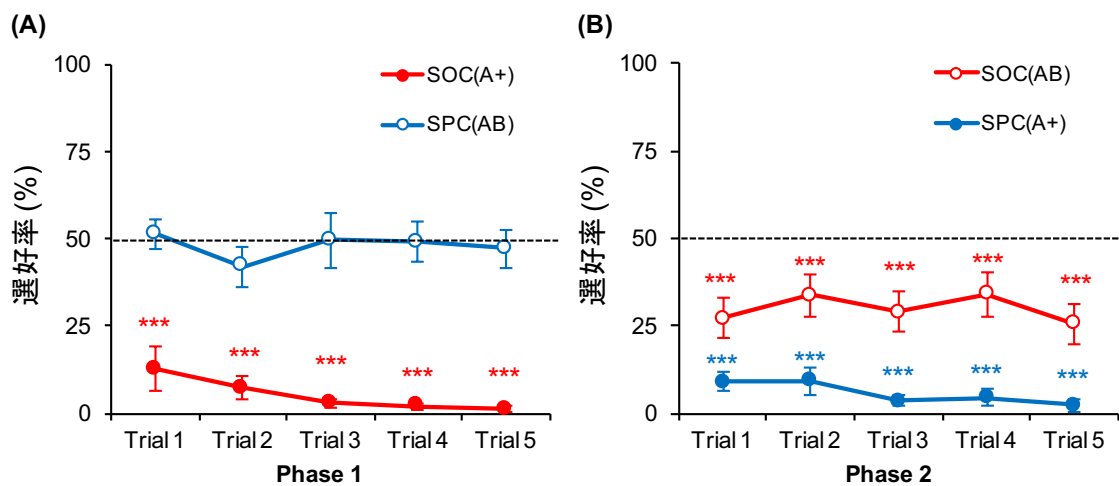 (A)
100
75
50
25
0
選好率 (%)
SOC(A+)
SPC(AB)
***
***
***
***
***
Trial 1 Trial 2 Trial 3 Trial 4 Trial 5
Phase 1
(B)
100
75
50
25
0
選好率 (%)
SOC(AB)
SPC(A+)
***
***
***
***
***
***
***
***
***
***
Trial 1 Trial 2 Trial 3 Trial 4 Trial 5
Phase 2